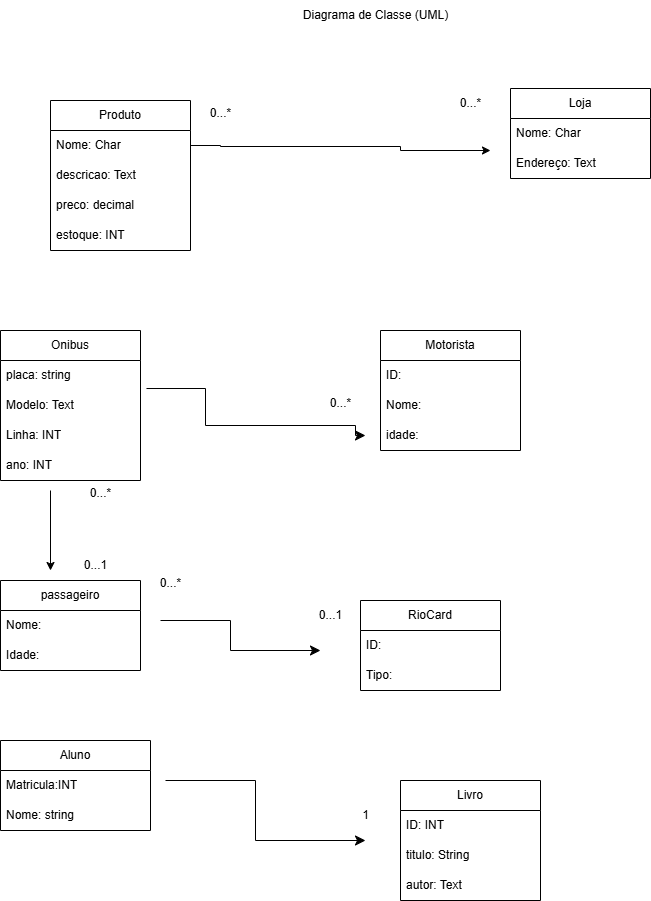 Diagrama de Classe (UML)
Produto
Nome: Char
descricao: Text
preco: decimal
estoque: INT
0...*
0...*
Loja
Nome: Char
Endereço: Text
Onibus
placa: string
Modelo: Text
Linha: INT
ano: INT
0...*
Motorista
ID:
Nome:
idade:
0...*
0...1
passageiro
Nome:
Idade:
0...*
0...1
RioCard
ID:
Tipo:
Aluno
Matricula:INT
Nome: string
1
Livro
ID: INT
titulo: String
autor: Text